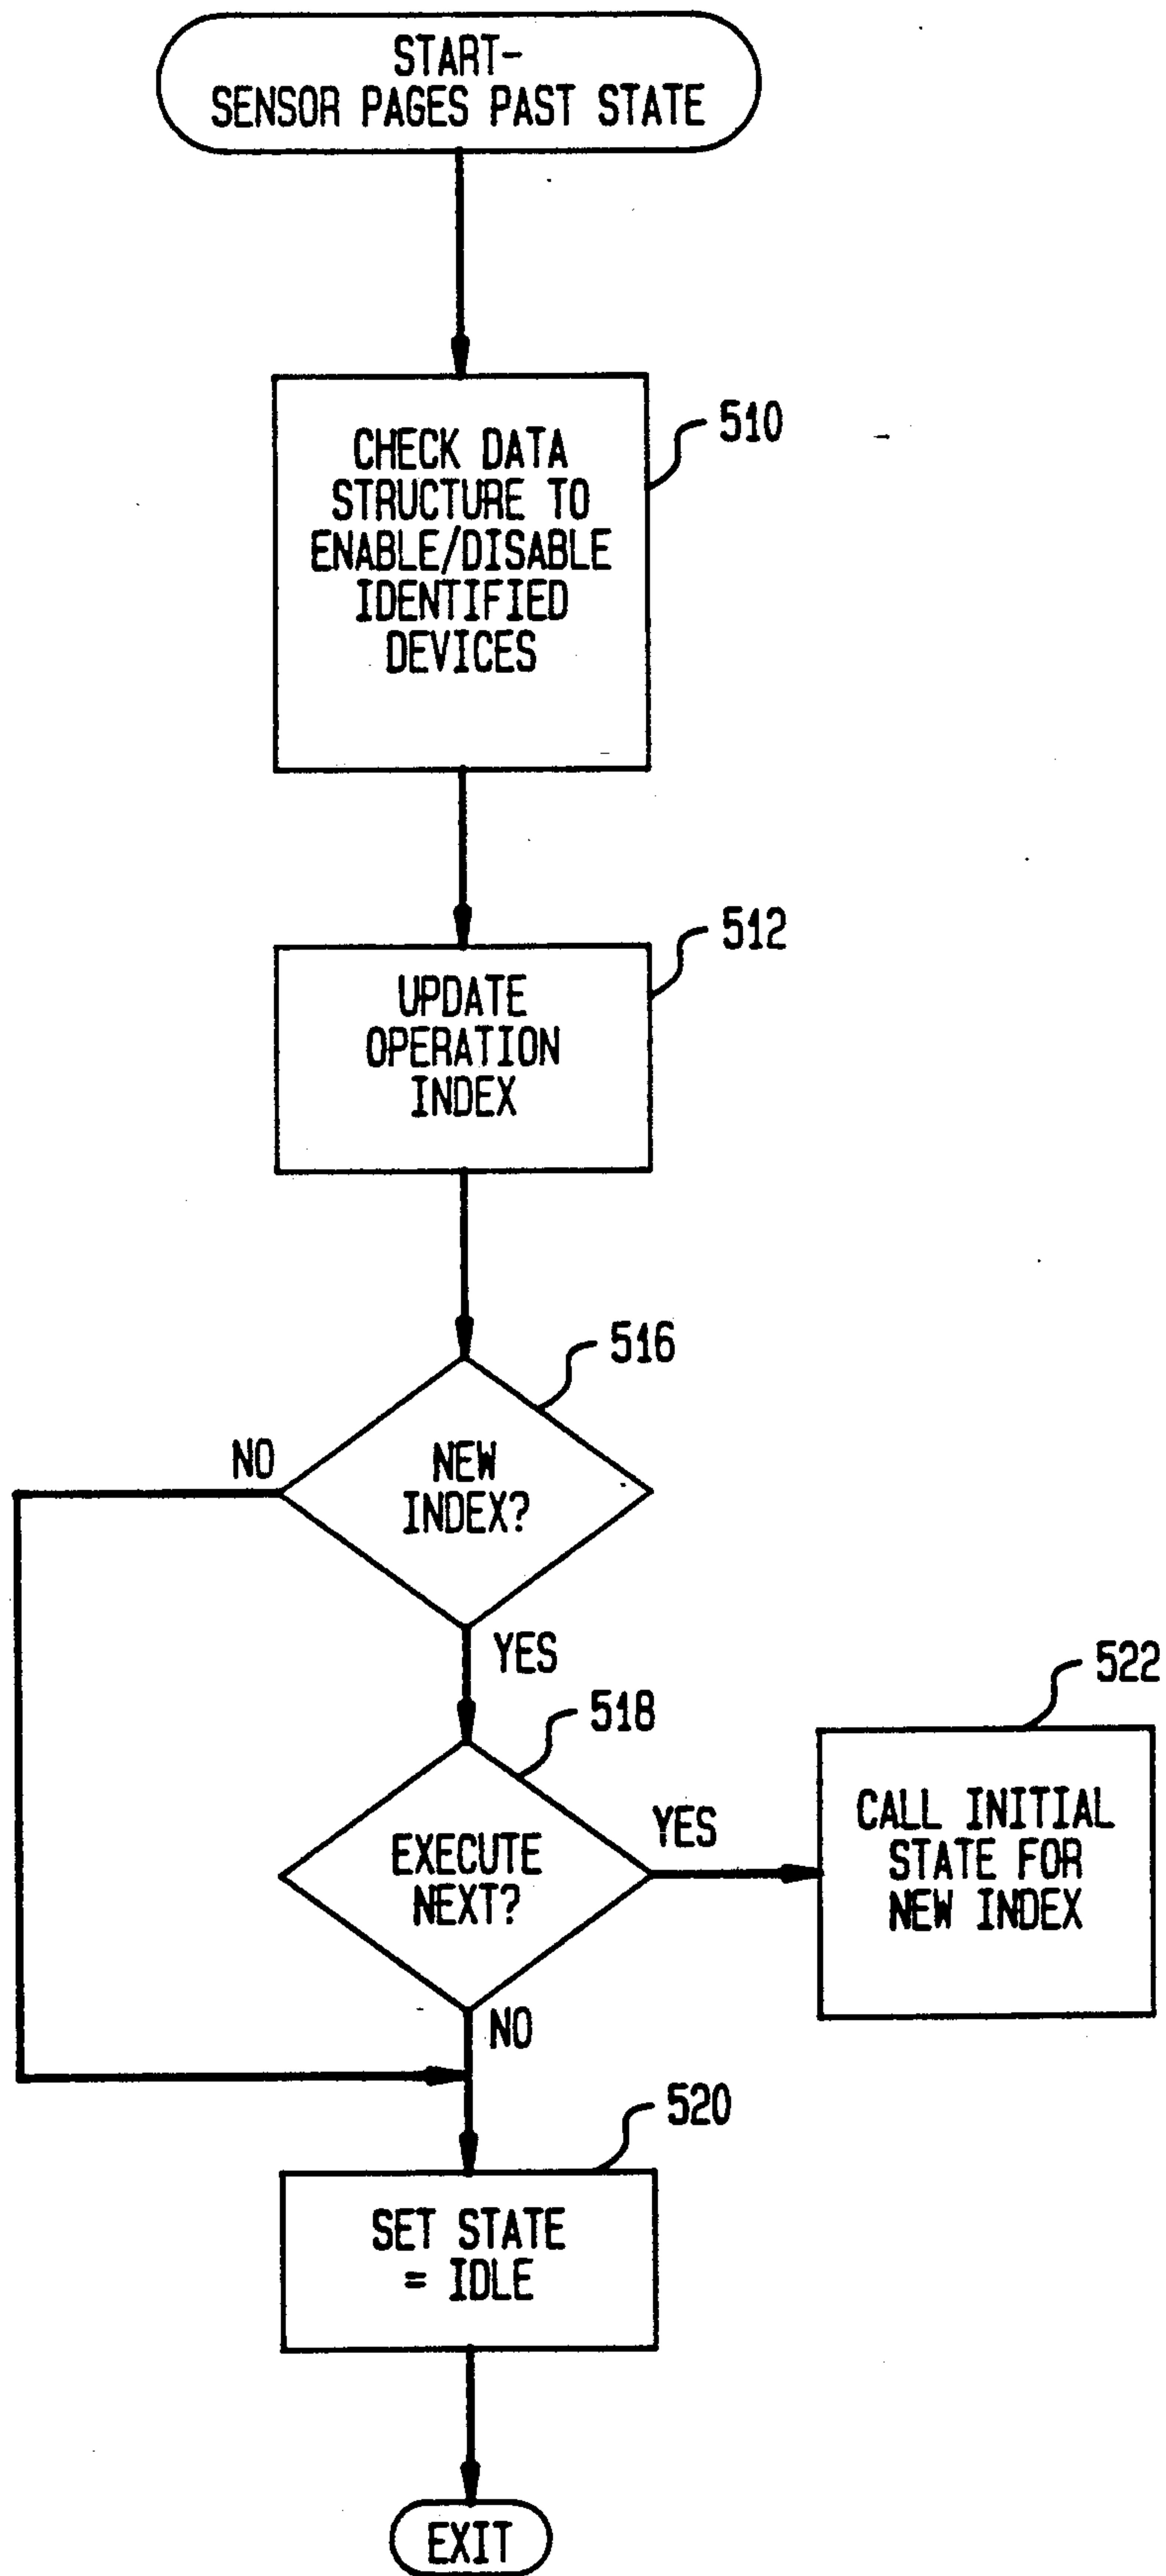 START-
SENSOR PAGES PAST STATE
CHECK DATA
STRUCTURE TO
ENABLE/DISABLE
IDENTIFIED
DEVICES
510
UPDATE
OPERATION
INDEX
512
516
NEW
INDEX?
NO
YES
518
EXECUTE
NEXT?
YES
522
CALL INITIAL
STATE FOR
NEW INDEX
NO
520
SET STATE
= IDLE
EXIT